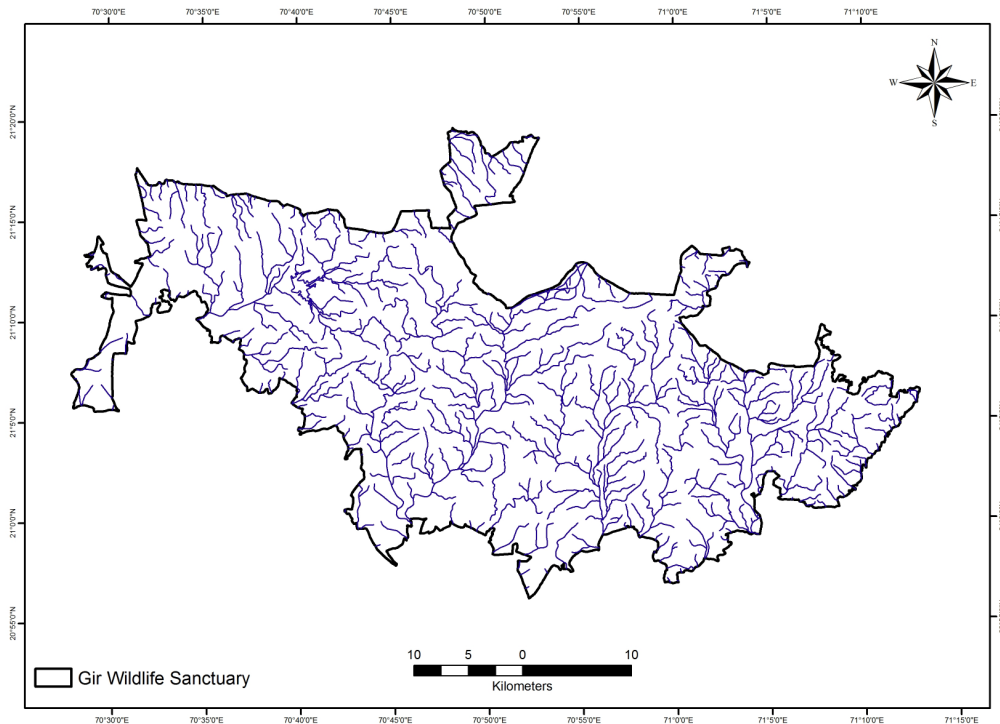 70°30'0"E 70°35'0"E 70°40'0"E 70°45'0"E 70°50'0"E 70°55'0"E 71°0'0"E 71°5'0"E 71°10'0"E
N
W E
S
21°20'0"N
21°15'0"N
21°10'0"N
21°5'0"N
21°0'0"N
20°55'0"N
10 5 0 10
Kilometers
Gir Wildlife Sanctuary
70°30'0"E 70°35'0"E 70°40'0"E 70°45'0"E 70°50'0"E 70°55'0"E 71°0'0"E 71°5'0"E 71°10'0"E 71°15'0"E